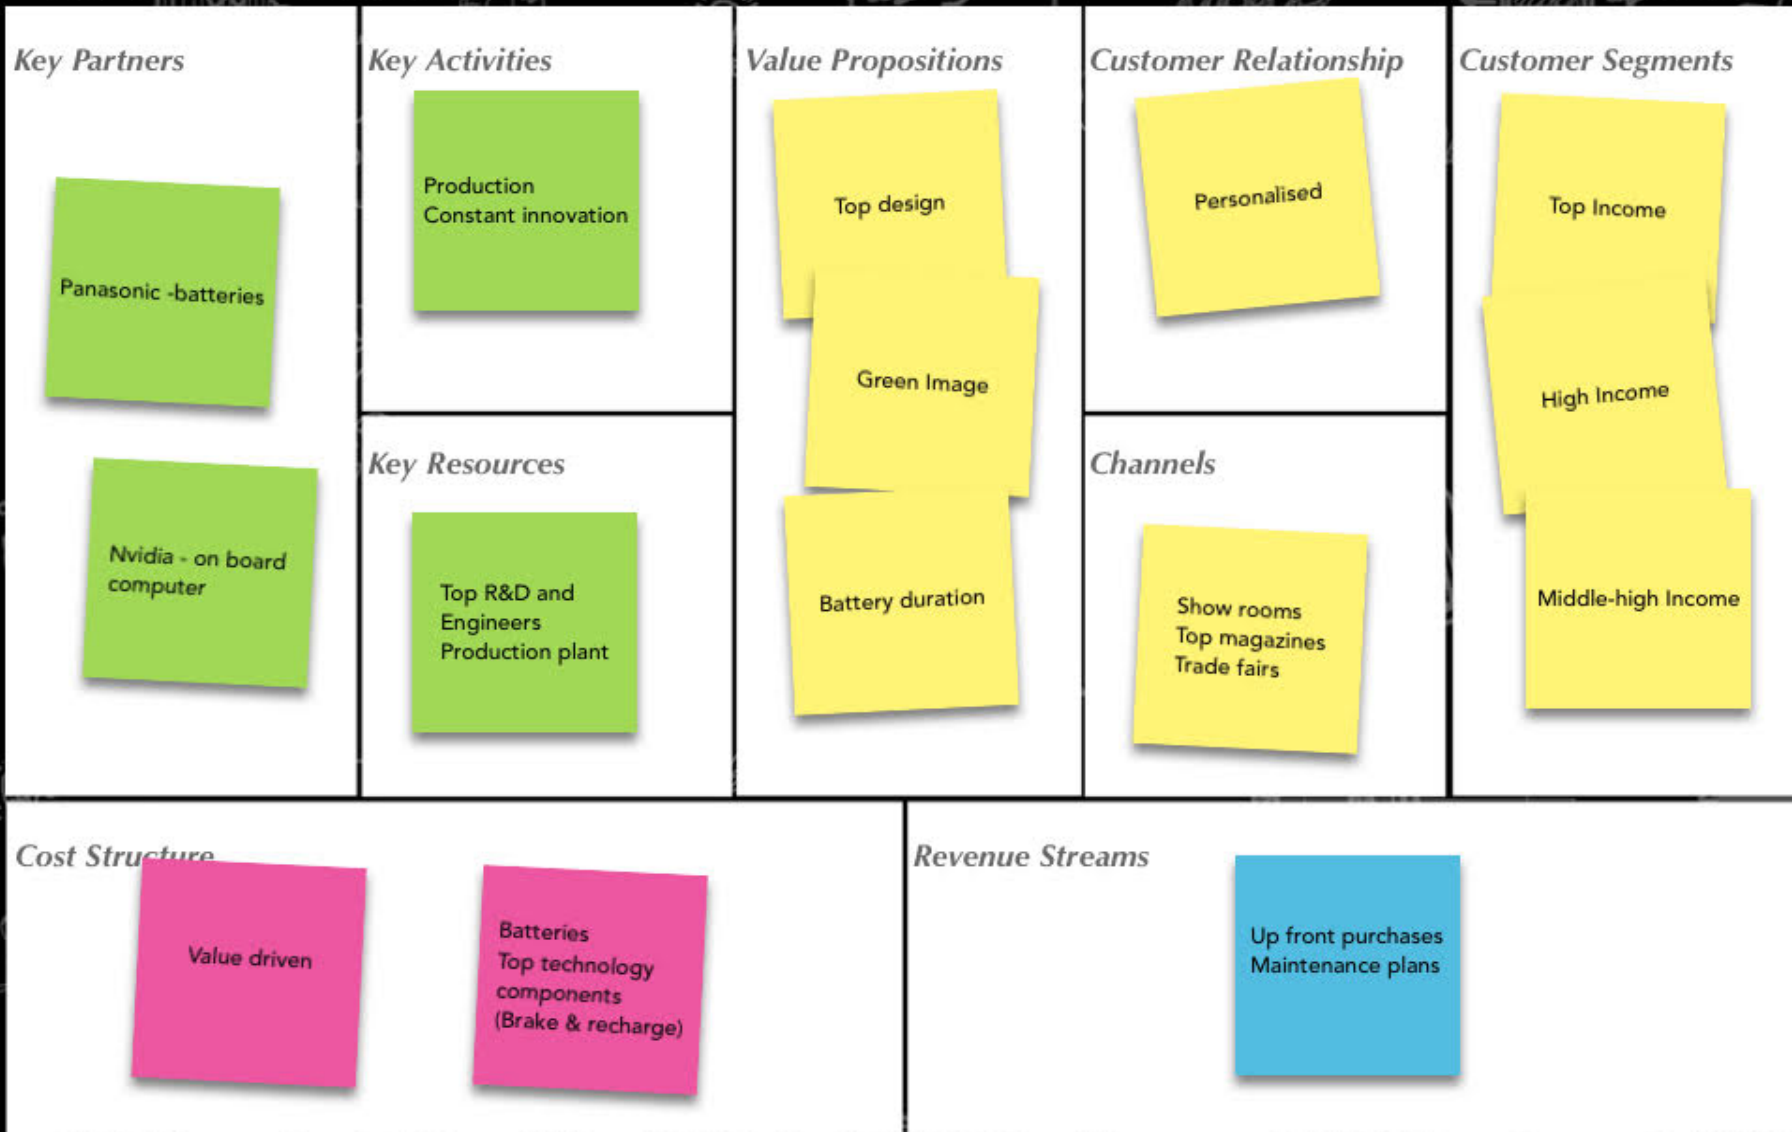 Key Partners
Panasonic -batteries
Nvidia - on board
computer
Key Activities
Production
Constant innovation
Key Resources
Top R&D and
Engineers
Production plant
Value Propositions
Top design
Green Image
Battery duration
Customer Relationship
Personalised
Channels
Show rooms
Top magazines
Trade fairs
Customer Segments
Top Income
High Income
Middle-high Income
Cost Structure
Value driven
Batteries
Top technology
components
(Brake & recharge)
Revenue Streams
Up front purchases
Maintenance plans